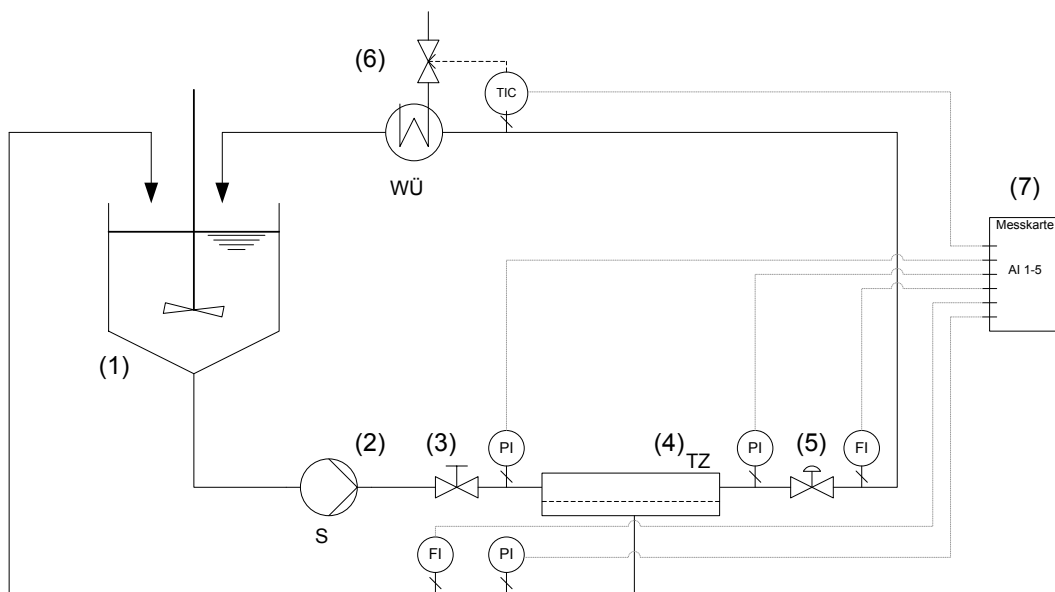 (6)
TIC
WÜ
(7)
Messkarte
AI 1-5
(1)
(2)
(3)
PI
(4)
TZ
PI
(5)
FI
S
FI
PI